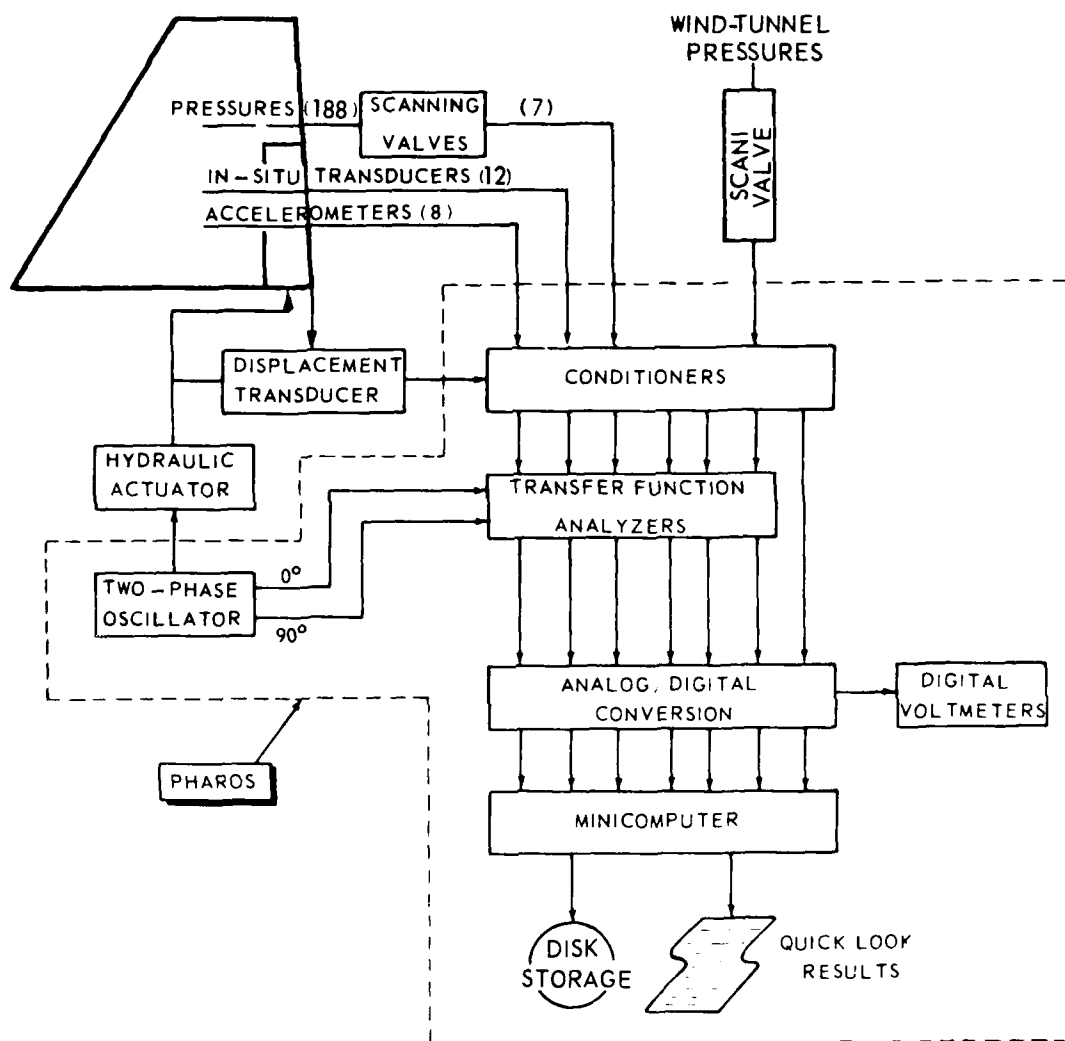 WIND-TUNNEL
PRESSURES
PRESSURES (188)
SCANNING
VALVES
(7)
SCANI
VALVE
IN-SITU TRANSDUCERS (12)
ACCELEROMETERS (8)
DISPLACEMENT
TRANSDUCER
CONDITIONERS
HYDRAULIC
ACTUATOR
TRANSFER FUNCTION
ANALYZERS
TWO-PHASE
OSCILLATOR
0°
90°
ANALOG, DIGITAL
CONVERSION
DIGITAL
VOLTMETERS
PHAROS
MINICOMPUTER
DISK
STORAGE
QUICK LOOK
RESULTS